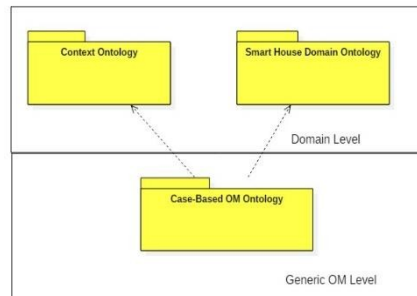 Context Ontology
Smart House Domain Ontology
Domain Level
Case-Based OM Ontology
Generic OM Level